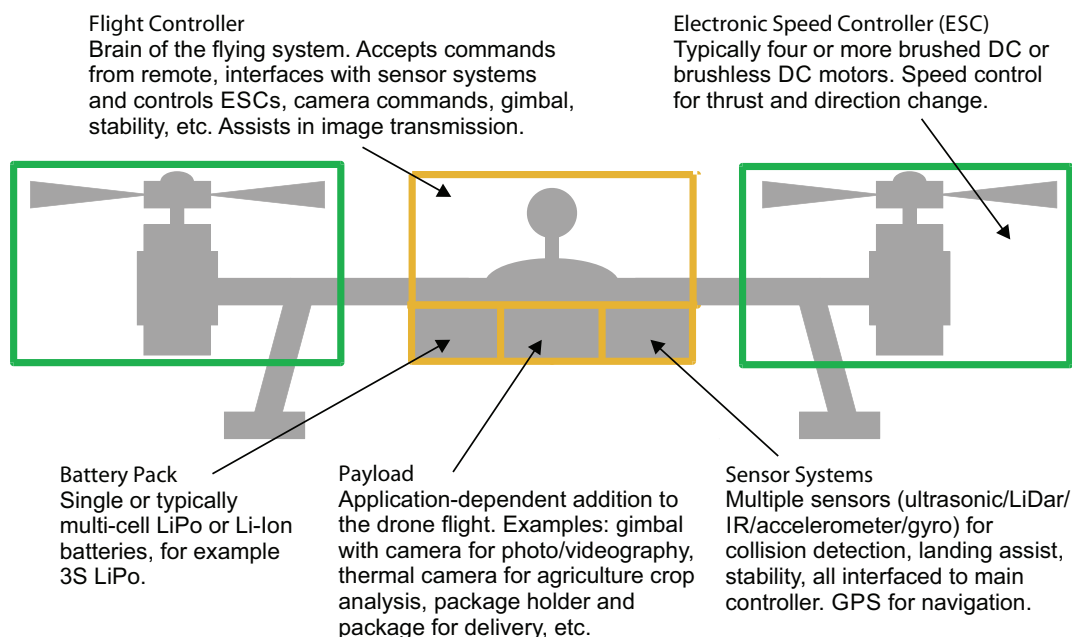 Flight Controller
Brain of the flying system. Accepts commands
from remote, interfaces with sensor systems
and controls ESCs, camera commands, gimbal,
stability, etc. Assists in image transmission.
Electronic Speed Controller (ESC)
Typically four or more brushed DC or
brushless DC motors. Speed control
for thrust and direction change.
Battery Pack
Single or typically
multi-cell LiPo or Li-Ion
batteries, for example
3S LiPo.
Payload
Application-dependent addition to
the drone flight. Examples: gimbal
with camera for photo/videography,
thermal camera for agriculture crop
analysis, package holder and
package for delivery, etc.
Sensor Systems
Multiple sensors (ultrasonic/LiDar/
IR/accelerometer/gyro) for
collision detection, landing assist,
stability, all interfaced to main
controller. GPS for navigation.